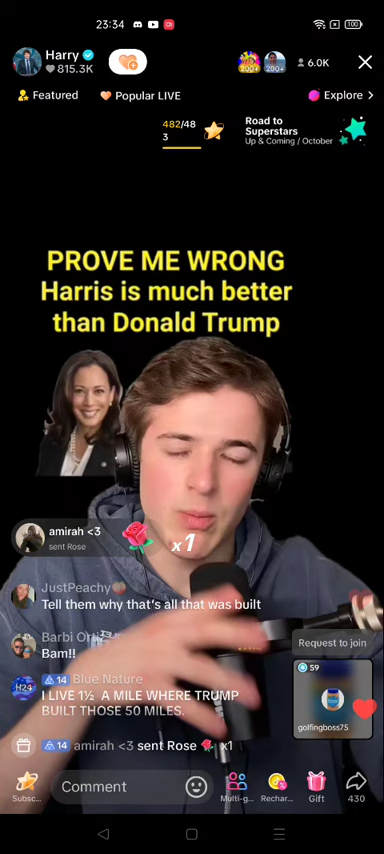 23:34
100
Harry
815.3K
200+
200+
6.0K
Featured
Popular LIVE
Explore >
482/48
3
Road to
Superstars
Up & Coming / October
PROVE ME WRONG
Harris is much better
than Donald Trump
amirah <3
sent Rose
x1
JustPeachy
Tell them why that's all that was built
Barbi
Bam!!
Request to join
59
golfingboss75
H24
14 Blue Nature
I LIVE 1½ A MILE WHERE TRUMP
BUILT THOSE 50 MILES.
14 amirah <3 sent Rose x1
Subsc...
Comment
Multi-g...
Rechar...
Gift
430